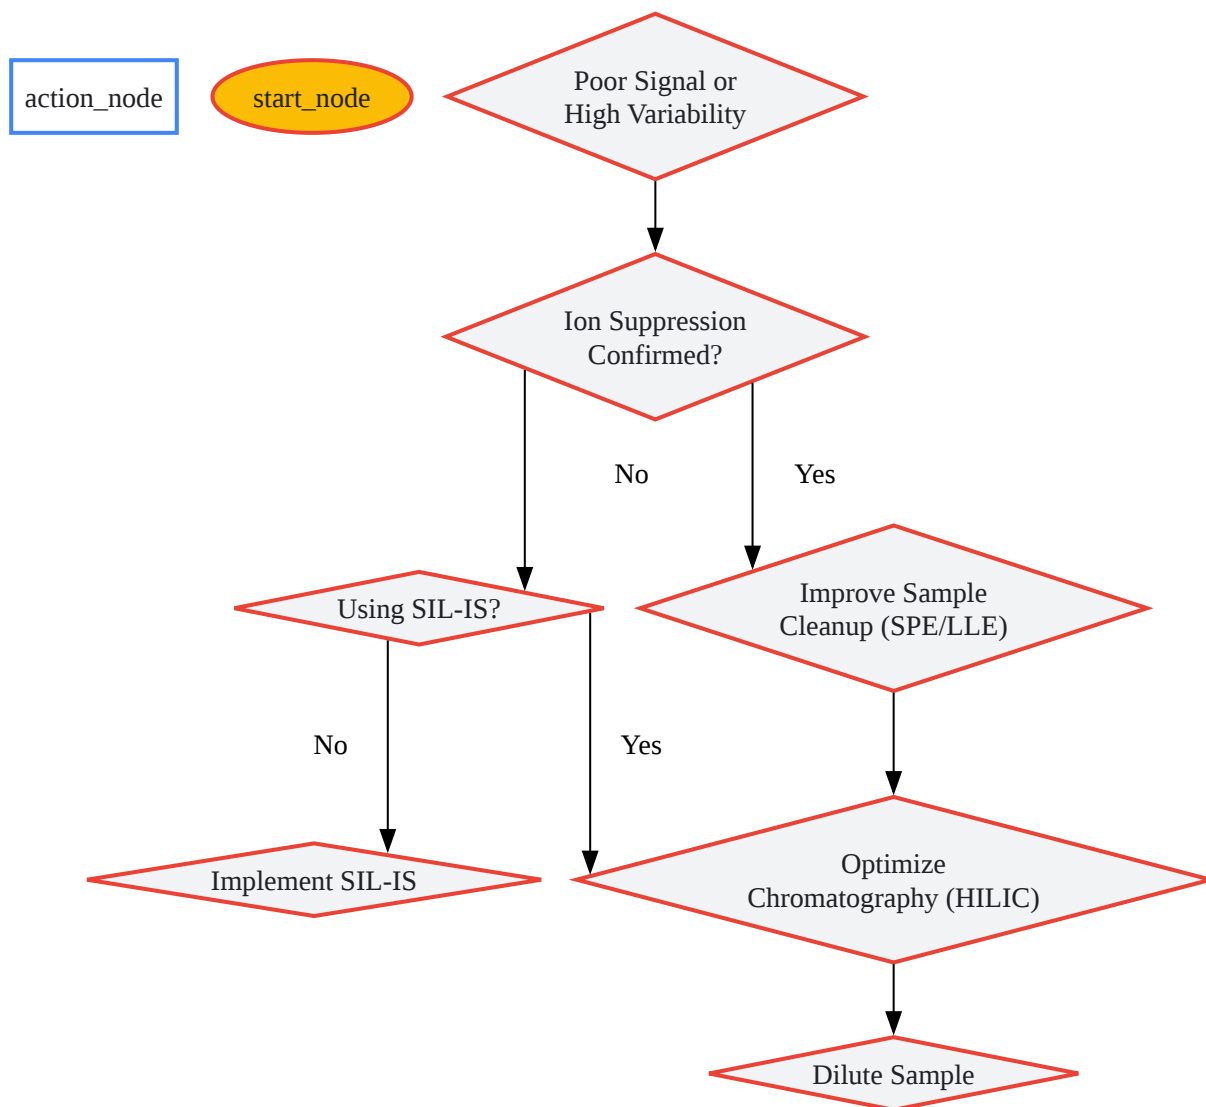 action_node
start_node
Poor Signal or
High Variability
Ion Suppression
Confirmed?
No
Yes
Using SIL-IS?
Improve Sample
Cleanup (SPE/LLE)
No
Yes
Implement SIL-IS
Optimize
Chromatography (HILIC)
Dilute Sample